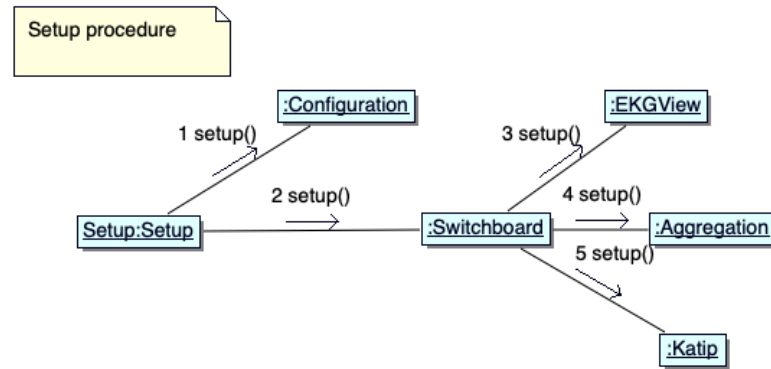 Setup procedure
:Configuration
:EKGView
1 setup()
3 setup()
2 setup()
4 setup()
Setup:Setup
:Switchboard
:Aggregation
5 setup()
:Katip